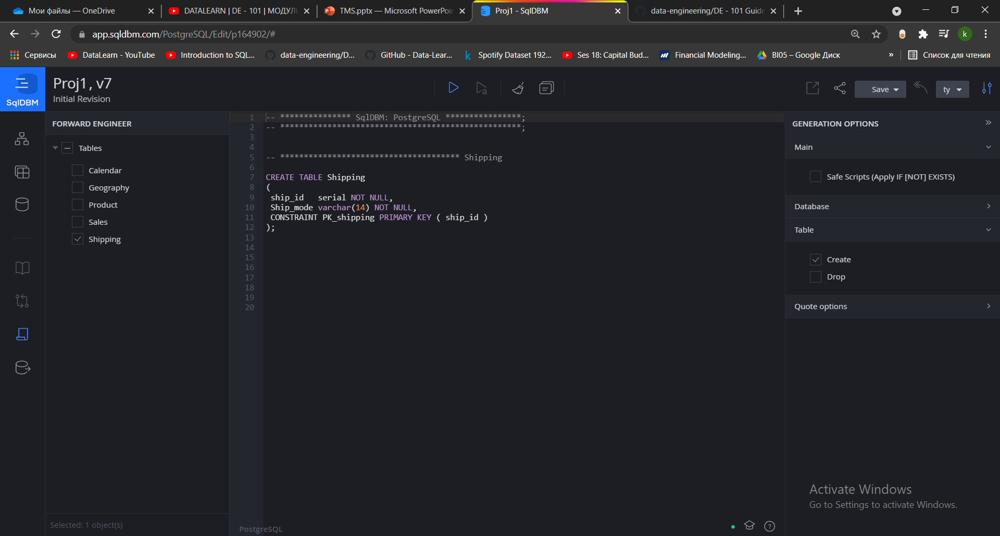 Мои файлы — OneDrive
DATALEARN | DE - 101 | МОДУЛ
TMS.pptx — Microsoft PowerPoin
Proj1 - SqlDBM
data-engineering/DE - 101 Guide
app.sqldbm.com/PostgreSQL/Edit/p164902/#
k
Сервисы
DataLearn - YouTube
Introduction to SQL...
data-engineering/D...
GitHub - Data-Lear...
Spotify Dataset 192...
Ses 18: Capital Bud...
Financial Modeling...
BI05 – Google Диск
»
Список для чтения
SqlDBM
Proj1, v7
Initial Revision
Save
ty
FORWARD ENGINEER
Tables
Calendar
Geography
Product
Sales
Shipping
Selected: 1 object(s)
1 -- *************** SqlDBM: PostgreSQL ****************;
2 -- ***************************************************;
3
4
5 -- ************************************** Shipping
6
7 CREATE TABLE Shipping
8 (
9 ship_id   serial NOT NULL,
10 Ship_mode varchar(14) NOT NULL,
11 CONSTRAINT PK_shipping PRIMARY KEY ( ship_id )
12 );
13
14
15
16
17
18
19
20
PostgreSQL
GENERATION OPTIONS
Main
Safe Scripts (Apply IF [NOT] EXISTS)
Database
Table
Create
Drop
Quote options
Activate Windows
Go to Settings to activate Windows.